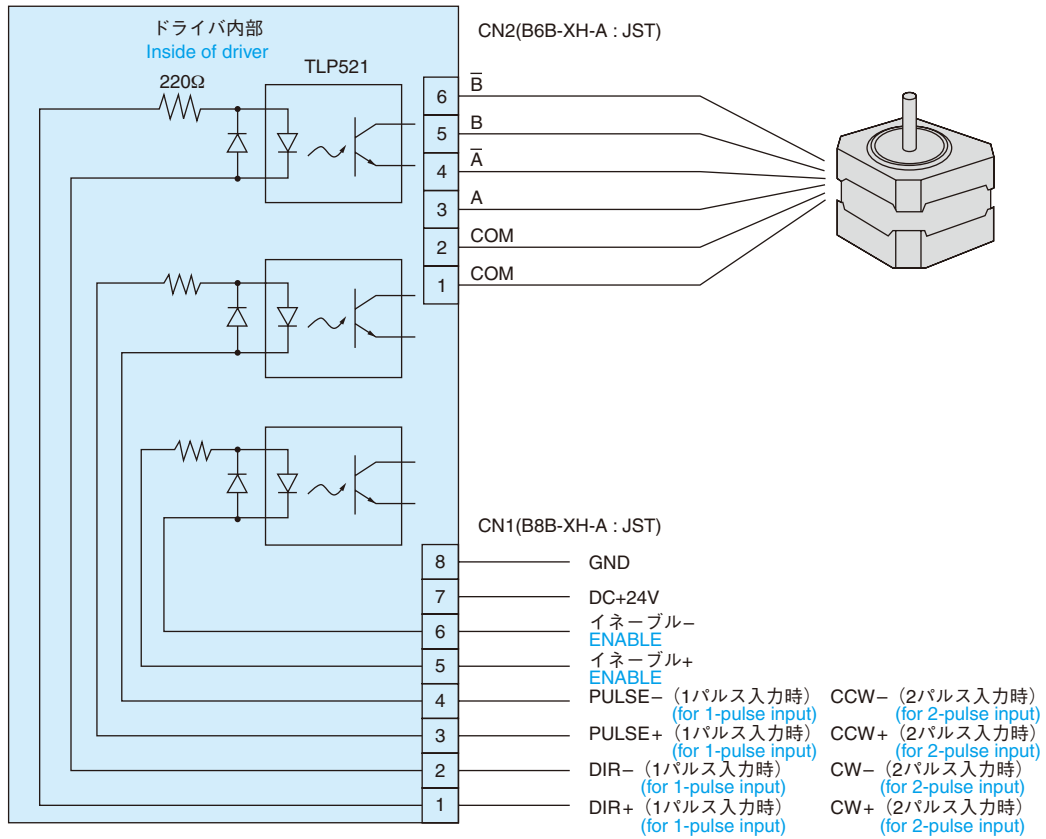 ドライバ内部
Inside of driver
220Ω
TLP521
CN2(B6B-XH-A : JST)
6 B̅
5 B
4 A̅
3 A
2 COM
1 COM
CN1(B8B-XH-A : JST)
8 GND
7 DC+24V
6 イネーブル−
ENABLE
5 イネーブル+
ENABLE
4 PULSE−（1パルス入力時） CCW−（2パルス入力時）
(for 1-pulse input) (for 2-pulse input)
3 PULSE+（1パルス入力時） CCW+（2パルス入力時）
(for 1-pulse input) (for 2-pulse input)
2 DIR−（1パルス入力時） CW−（2パルス入力時）
(for 1-pulse input) (for 2-pulse input)
1 DIR+（1パルス入力時） CW+（2パルス入力時）
(for 1-pulse input) (for 2-pulse input)